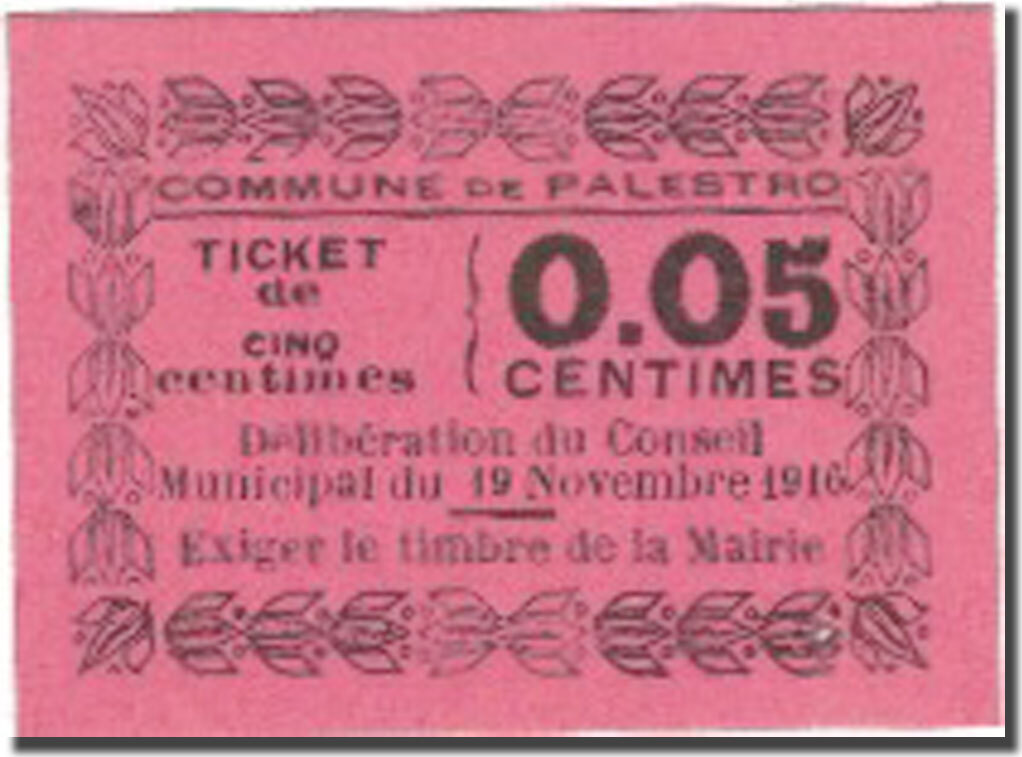 COMMUNE DE PALESTRO
TICKET
de
CINQ
centimes
0.05
CENTIMES
Délibération du Conseil
Municipal du 19 Novembre 1916
Exiger le timbre de la Mairie